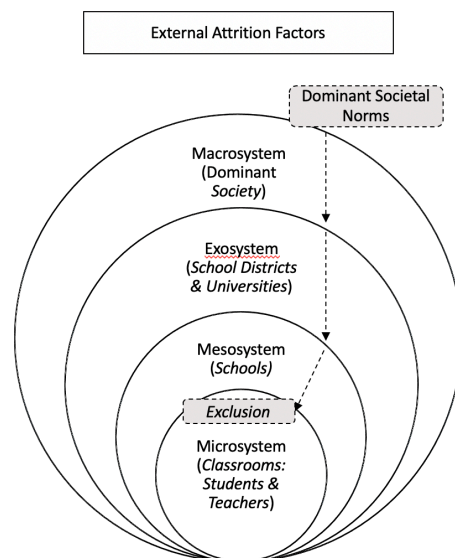 External Attrition Factors
Dominant Societal
Norms
Macrosystem
(Dominant
Society)
Exosystem
(School Districts
& Universities)
Mesosystem
(Schools)
Exclusion
Microsystem
(Classrooms:
Students &
Teachers)